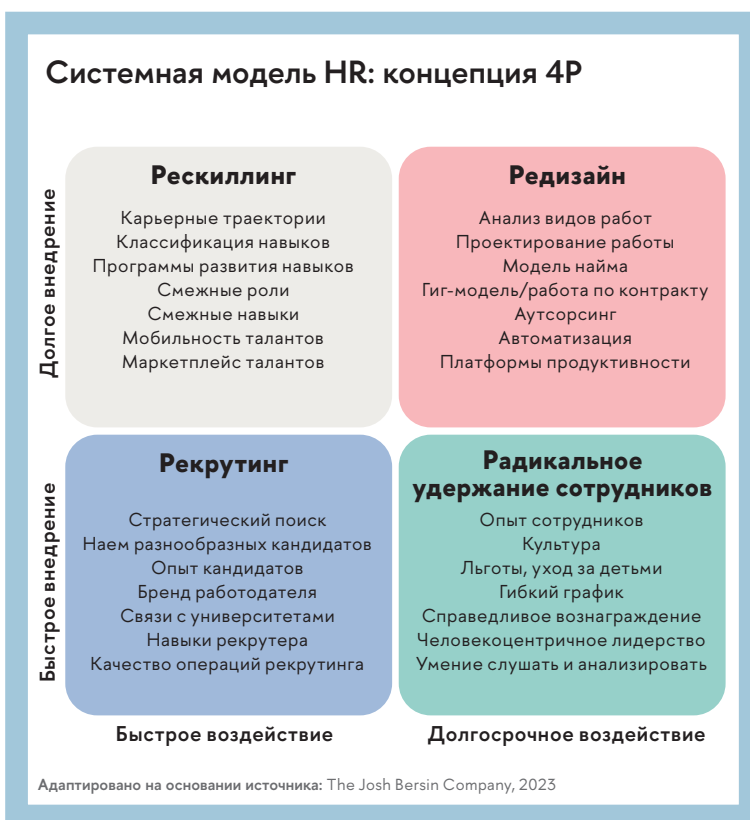 Системная модель HR: концепция 4Р
Долгое внедрение
Рескиллинг
Карьерные траектории
Классификация навыков
Программы развития навыков
Смежные роли
Смежные навыки
Мобильность талантов
Маркетплейс талантов
Редизайн
Анализ видов работ
Проектирование работы
Модель найма
Гиг-модель/работа по контракту
Аутсорсинг
Автоматизация
Платформы продуктивности
Быстрое внедрение
Рекрутинг
Стратегический поиск
Наем разнообразных кандидатов
Опыт кандидатов
Бренд работодателя
Связи с университетами
Навыки рекрутера
Качество операций рекрутинга
Радикальное
удержание сотрудников
Опыт сотрудников
Культура
Льготы, уход за детьми
Гибкий график
Справедливое вознаграждение
Человекоцентричное лидерство
Умение слушать и анализировать
Быстрое воздействие
Долгосрочное воздействие
Адаптировано на основании источника: The Josh Bersin Company, 2023